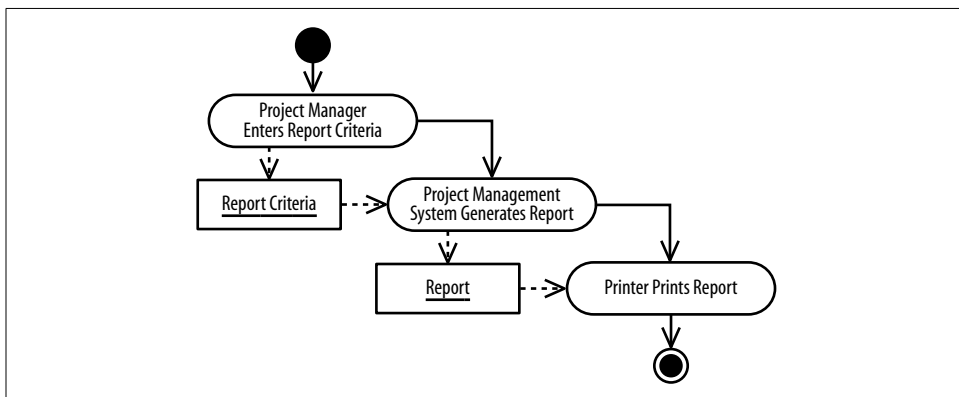 Project Manager
Enters Report Criteria
Report Criteria
Project Management
System Generates Report
Report
Printer Prints Report